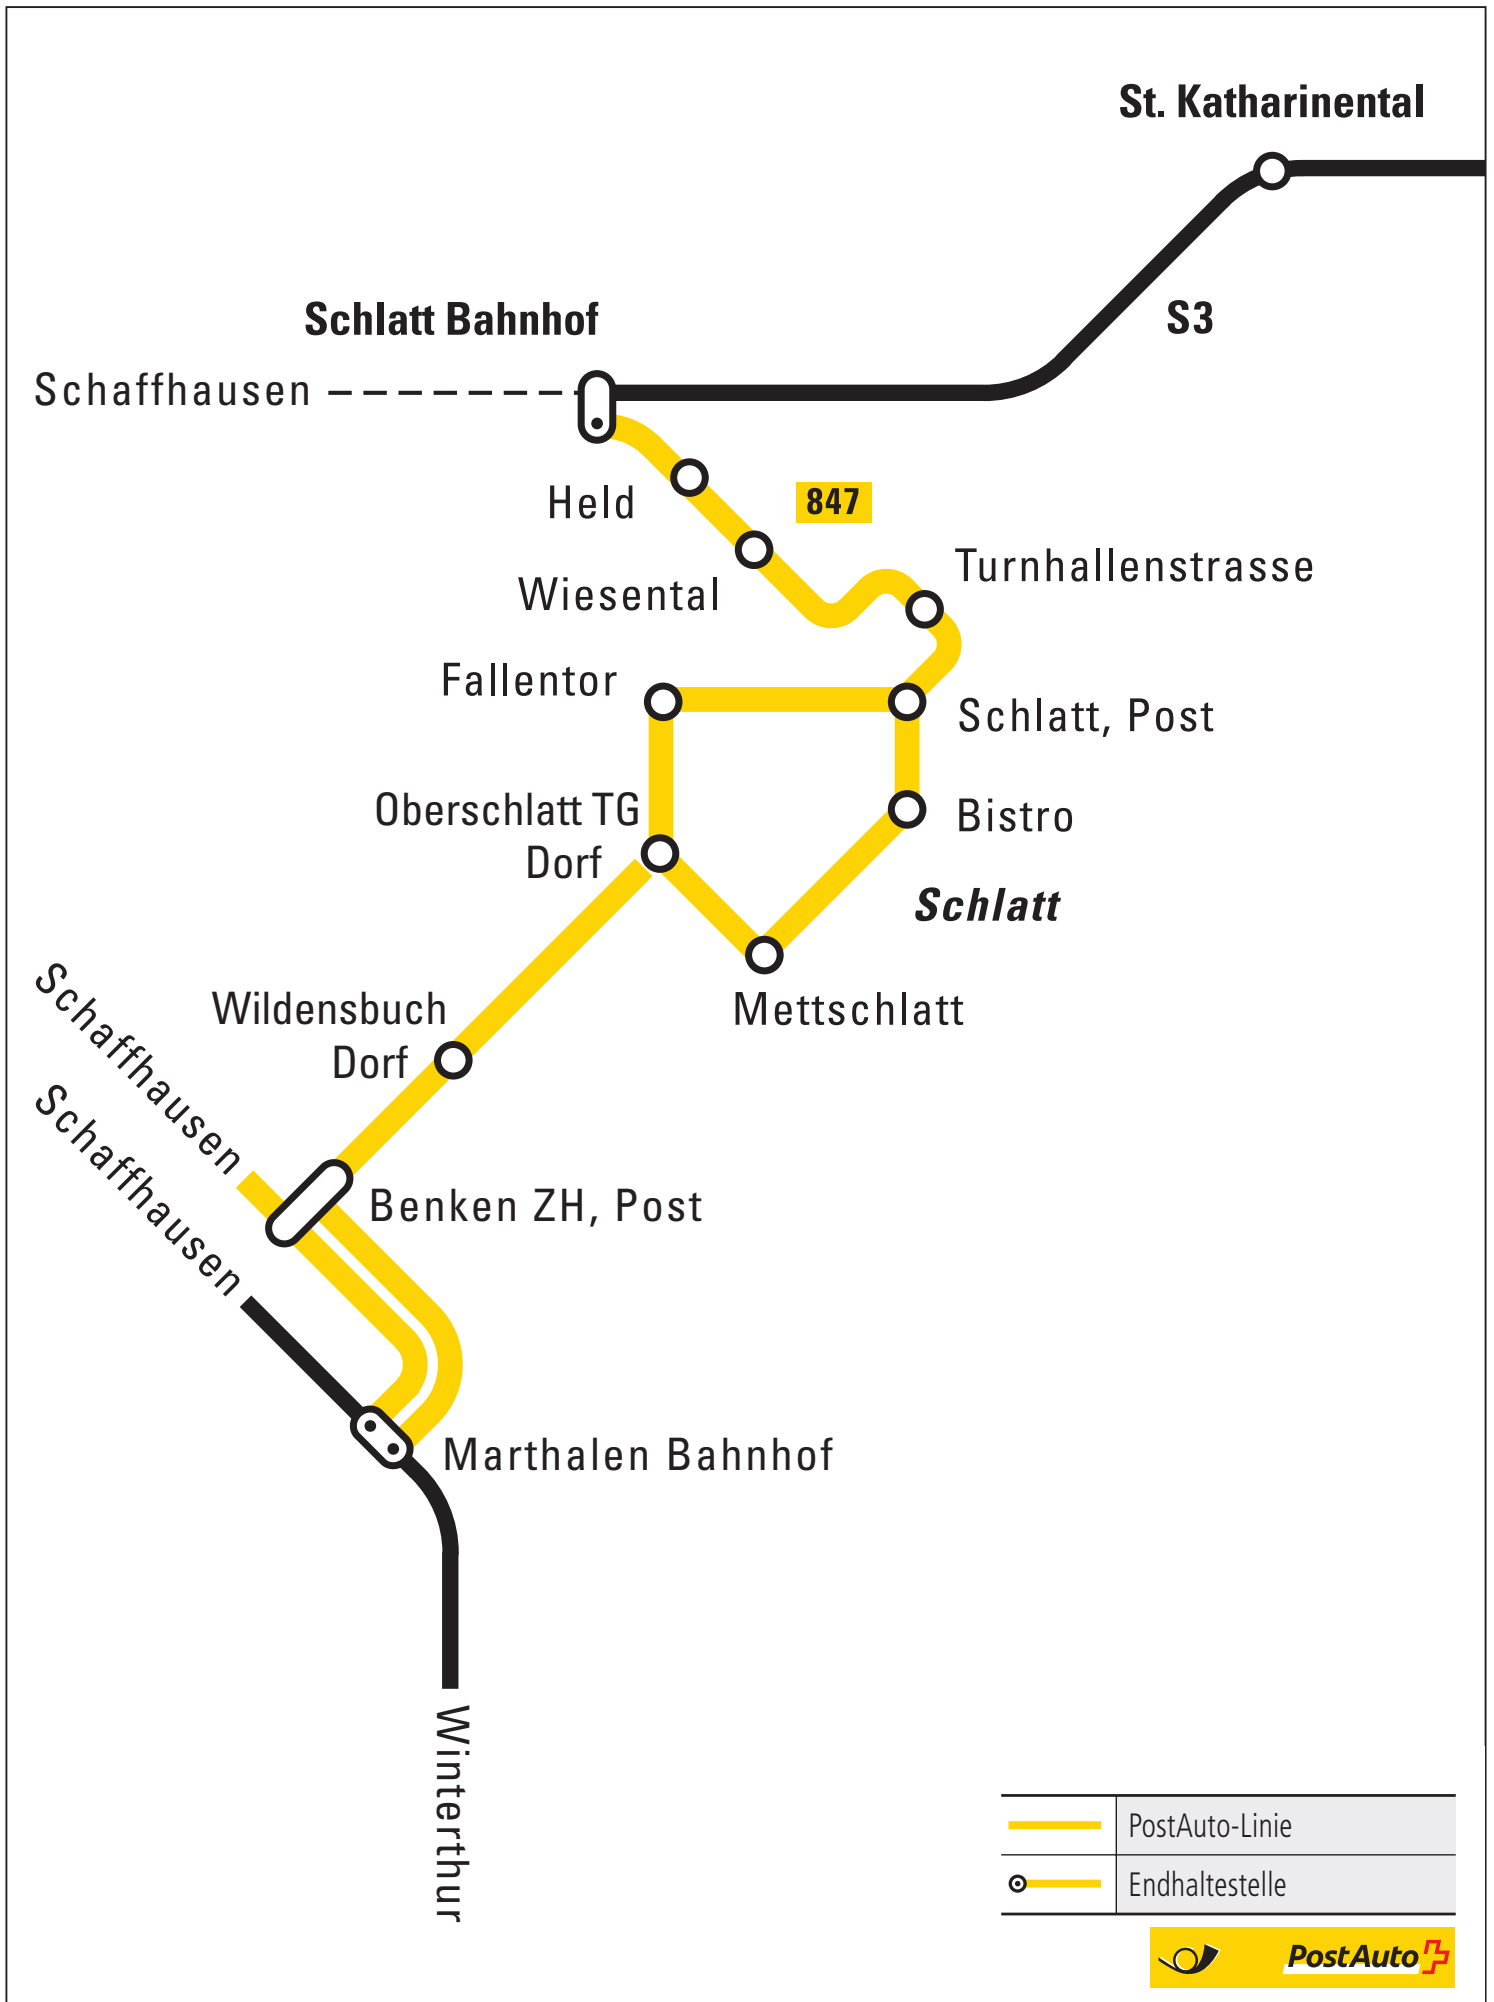 St. Katharinental
Schlatt Bahnhof
S3
Schaffhausen
Held
847
Turnhallenstrasse
Wiesental
Fallentor
Schlatt, Post
Oberschlatt TG
Dorf
Bistro
Schlatt
Mettschlatt
Wildensbuch
Dorf
Schaffhausen
Schaffhausen
Benken ZH, Post
Marthalen Bahnhof
Winterthur
PostAuto-Linie
Endhaltestelle
PostAuto